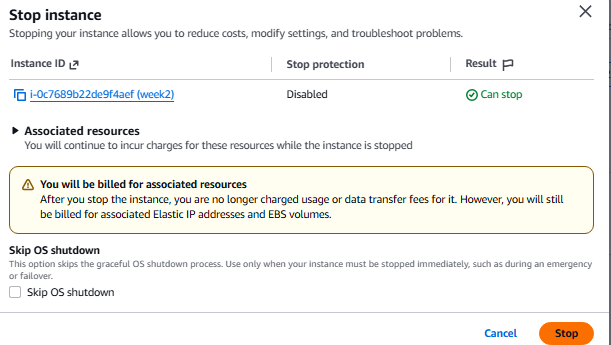 Stop instance
Stopping your instance allows you to reduce costs, modify settings, and troubleshoot problems.
Instance ID
Stop protection
Result
i-0c7689b22de9f4aef (week2)
Disabled
Can stop
Associated resources
You will continue to incur charges for these resources while the instance is stopped
You will be billed for associated resources
After you stop the instance, you are no longer charged usage or data transfer fees for it. However, you will still
be billed for associated Elastic IP addresses and EBS volumes.
Skip OS shutdown
This option skips the graceful OS shutdown process. Use only when your instance must be stopped immediately, such as during an emergency
or failover.
Skip OS shutdown
Cancel
Stop